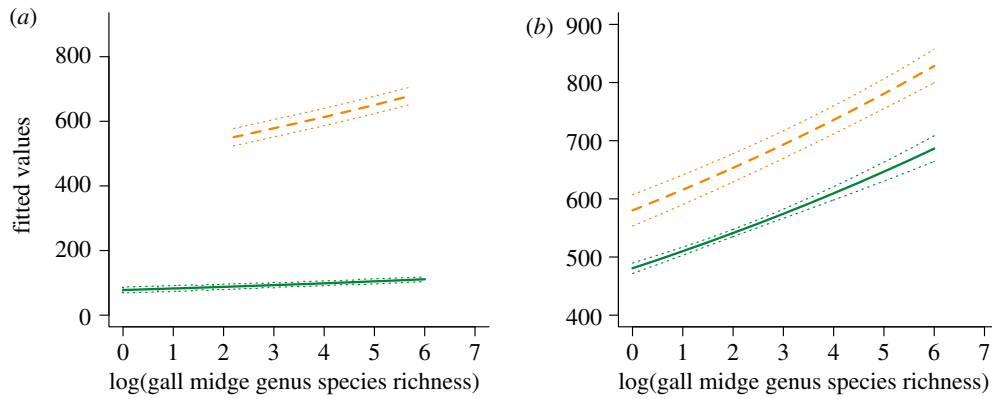 (a)
800
600
400
200
0
fitted values
0 1 2 3 4 5 6 7
log(gall midge genus species richness)
(b)
900
800
700
600
500
400
0 1 2 3 4 5 6 7
log(gall midge genus species richness)